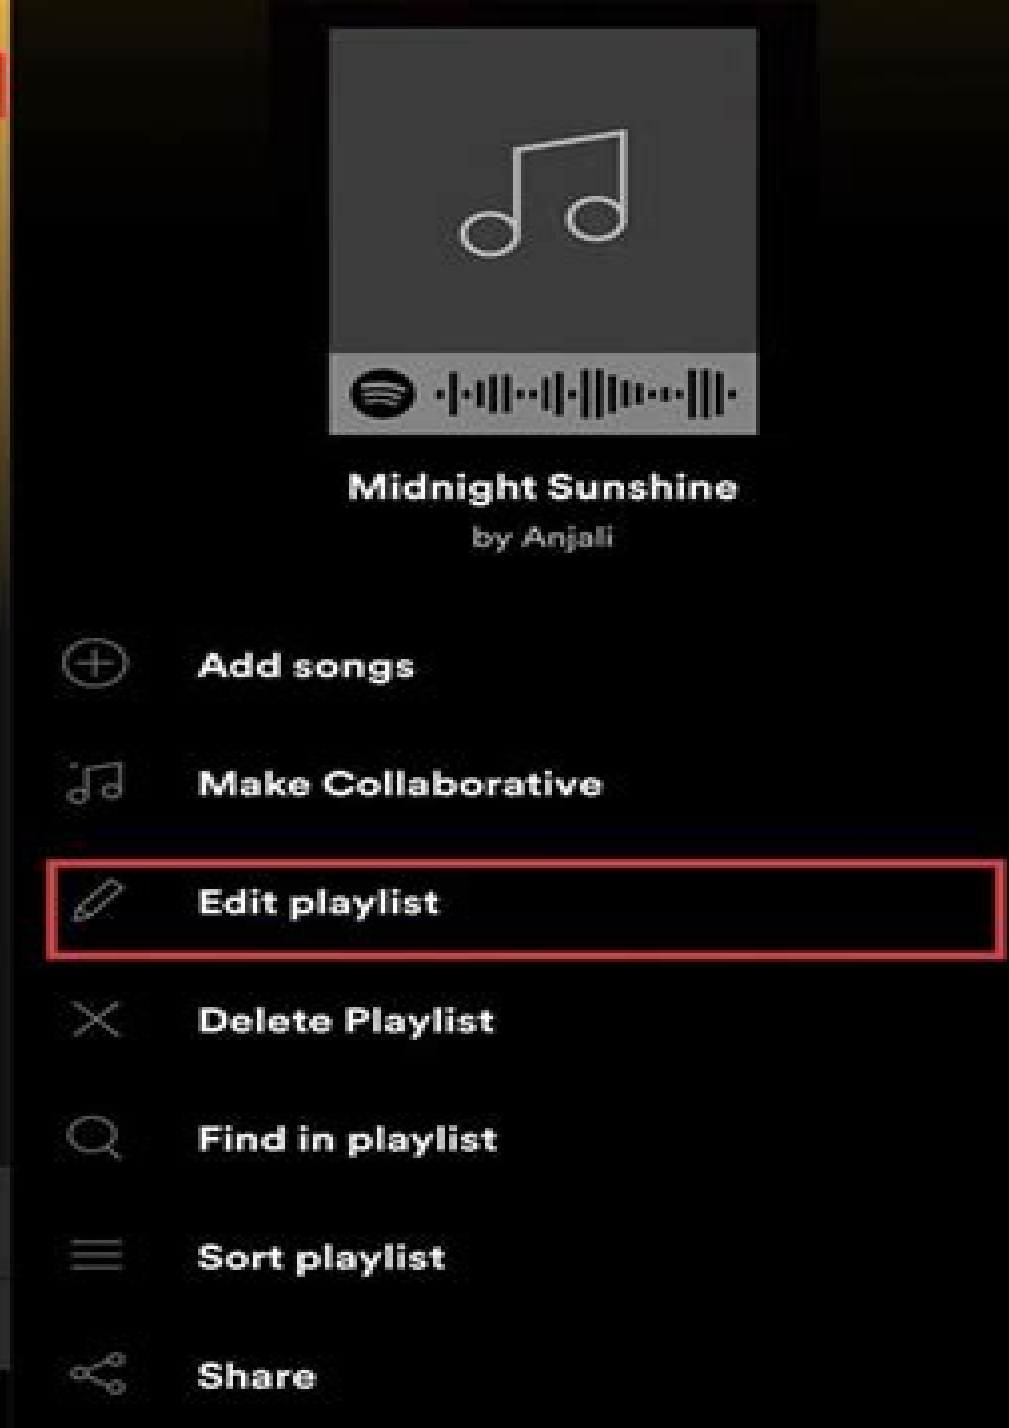 Midnight Sunshine
by Anjali
Add songs
Make Collaborative
Edit playlist
Delete Playlist
Find in playlist
Sort playlist
Share